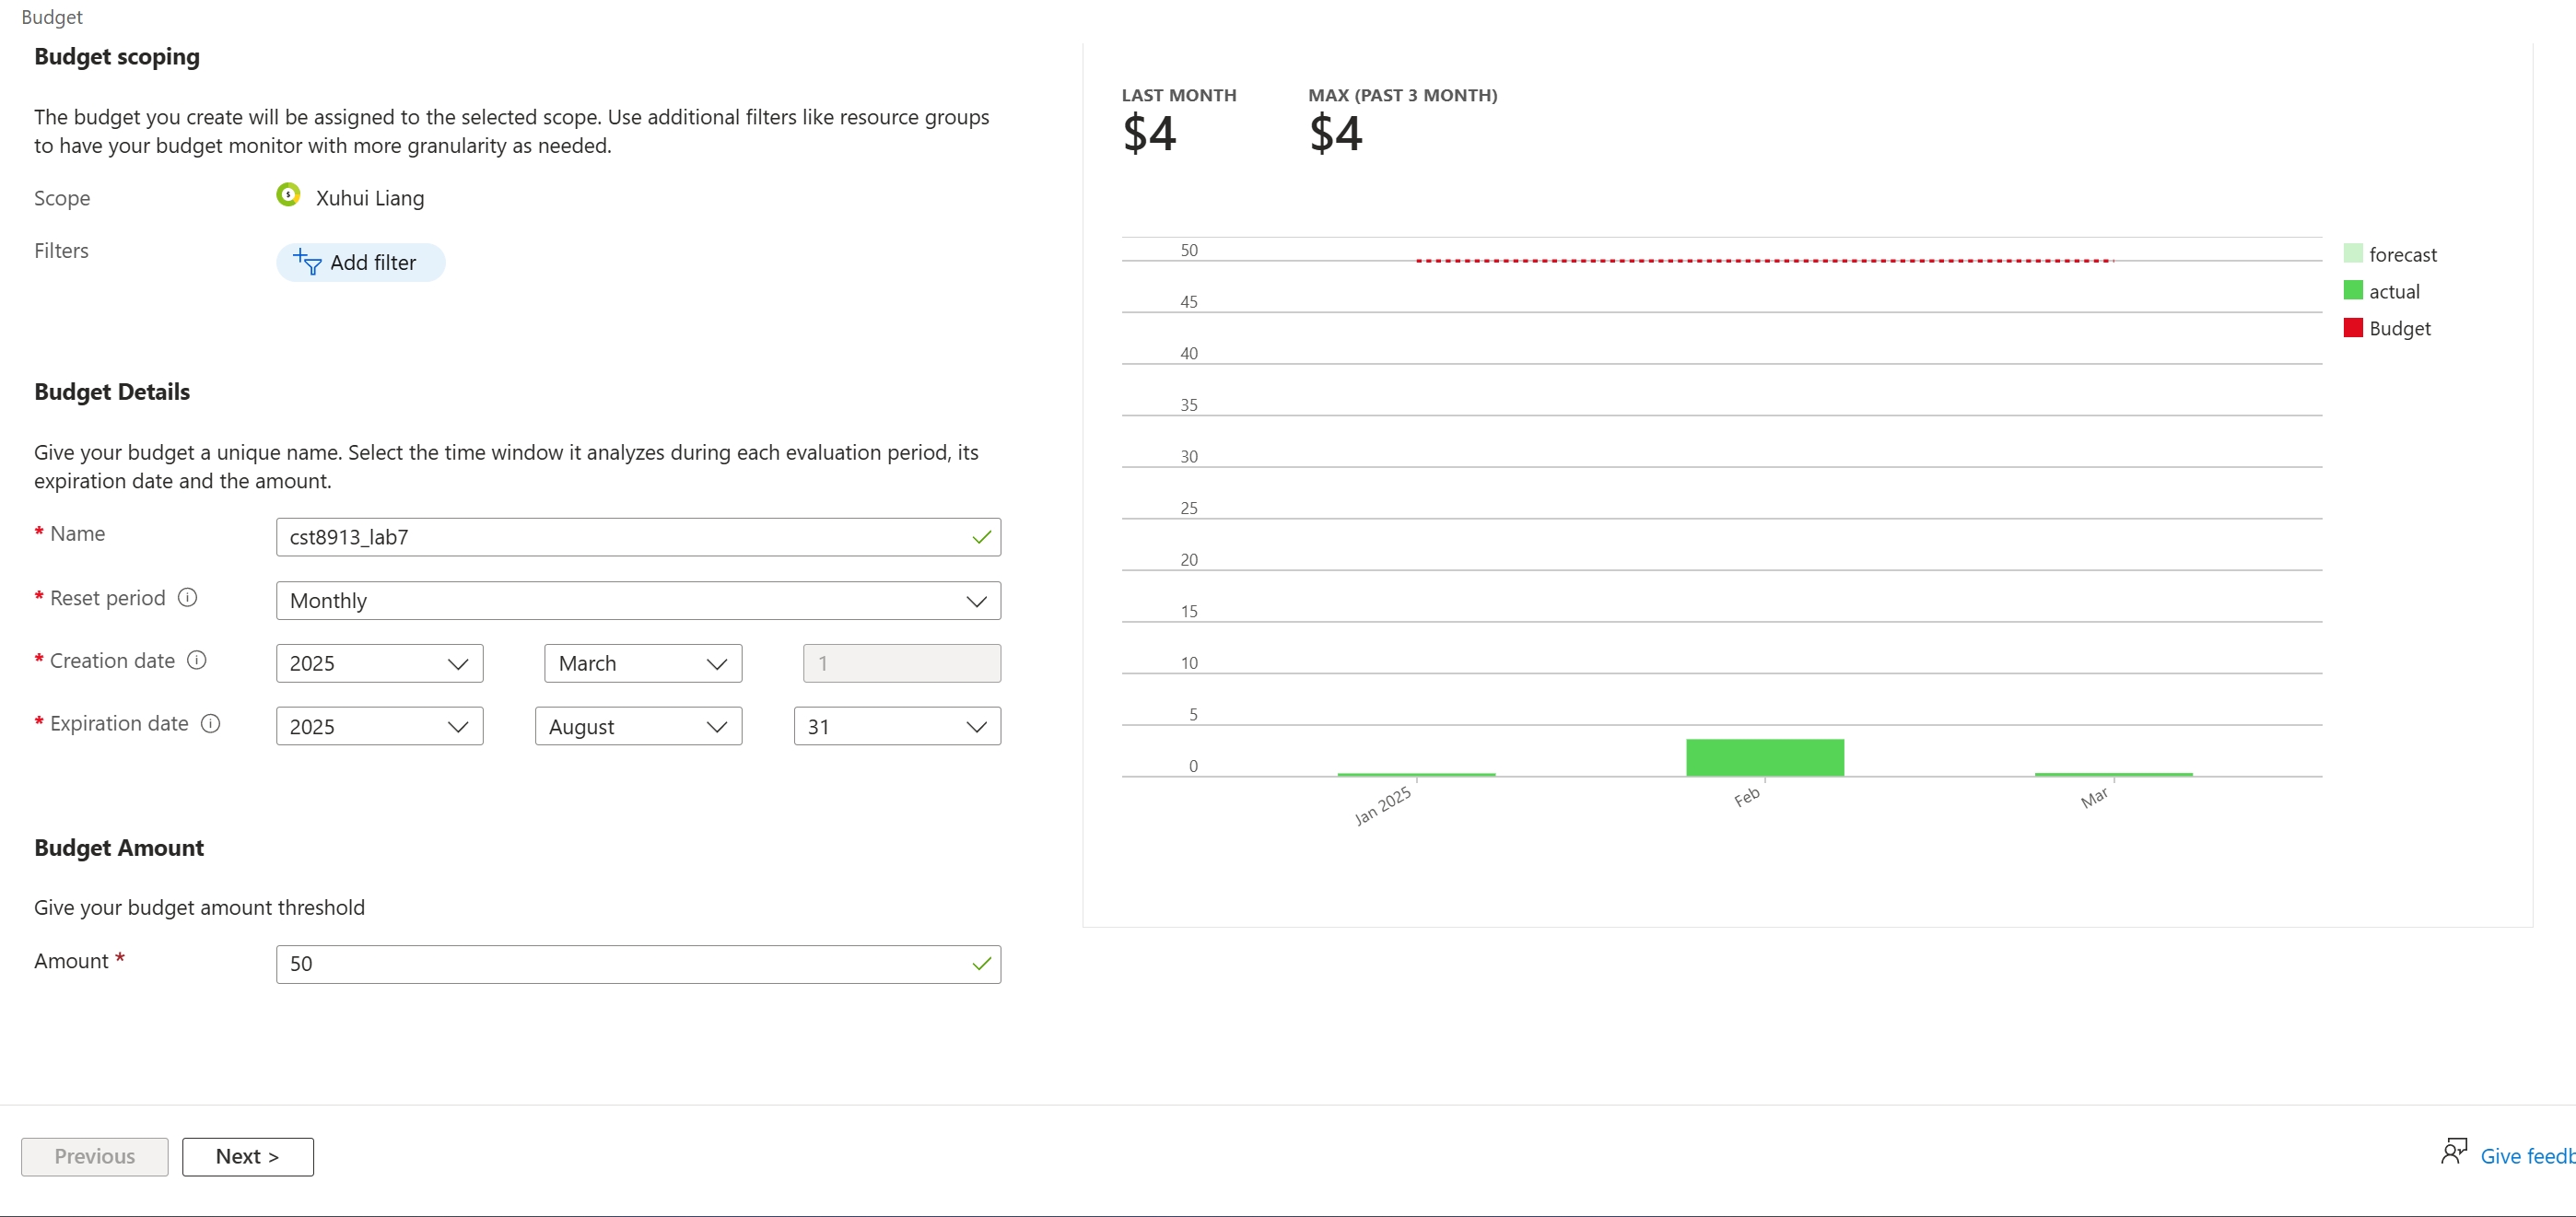 Budget
Budget scoping
The budget you create will be assigned to the selected scope. Use additional filters like resource groups
to have your budget monitor with more granularity as needed.
Scope
Xuhui Liang
Filters
Add filter
Budget Details
Give your budget a unique name. Select the time window it analyzes during each evaluation period, its
expiration date and the amount.
* Name
cst8913_lab7
* Reset period
Monthly
* Creation date
2025
March
1
* Expiration date
2025
August
31
Budget Amount
Give your budget amount threshold
Amount *
50
LAST MONTH
$4
MAX (PAST 3 MONTH)
$4
50
45
40
35
30
25
20
15
10
5
0
Jan 2025
Feb
Mar
forecast
actual
Budget
Previous
Next >
Give feedb